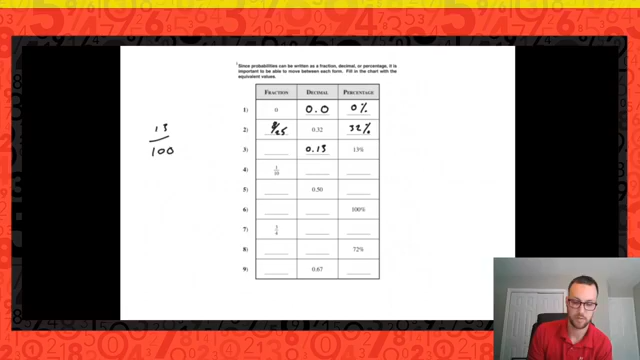 Since probabilities can be written as a fraction, decimal, or percentage, it is
important to be able to move between each form. Fill in the chart with the
equivalent values.
FRACTION DECIMAL PERCENTAGE
1) 0 0.0 0%
2) 8/25 0.32 32%
3) 0.13 13%
13/100
4) 1/10
5) 0.50
6) 100%
7) 3/4
8) 72%
9) 0.67